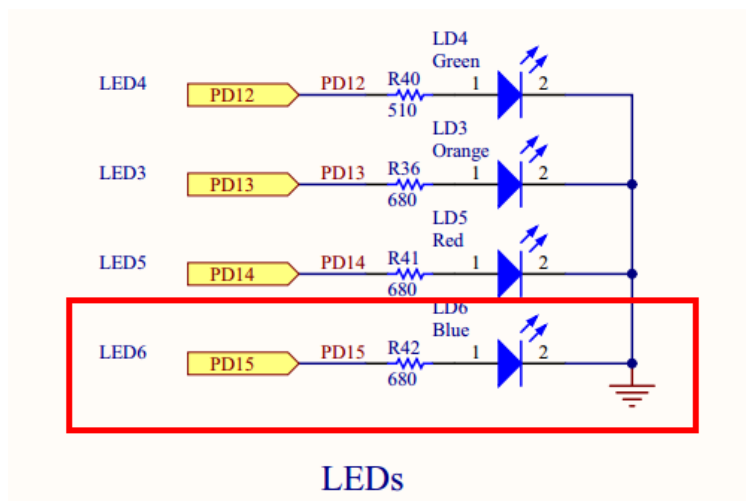 LD4
Green
LED4 PD12 PD12 R40 1 2
510
LD3
Orange
LED3 PD13 PD13 R36 1 2
680
LD5
Red
LED5 PD14 PD14 R41 1 2
680
LD6
Blue
LED6 PD15 PD15 R42 1 2
680
LEDs